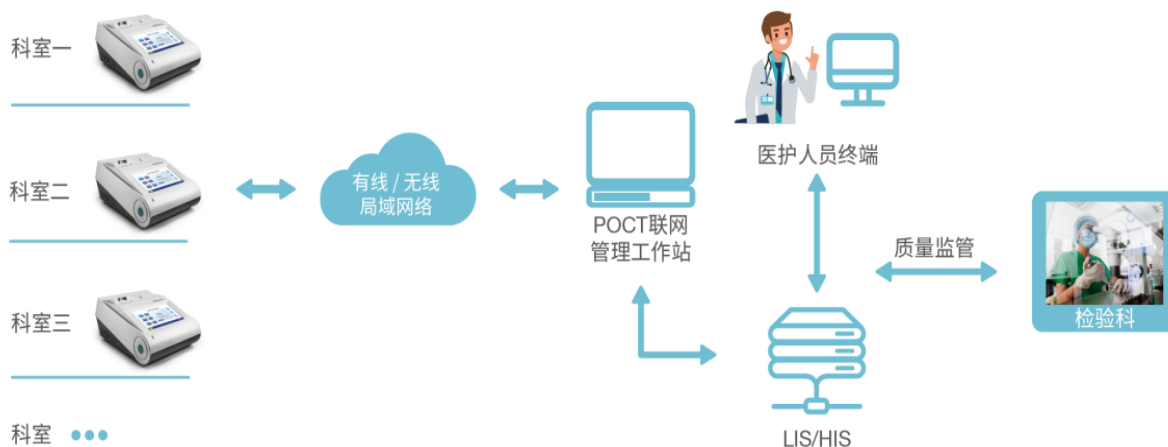 科室一
科室二
科室三
科室
有线 / 无线
局域网络
POCT联网
管理工作站
医护人员终端
LIS/HIS
质量监管
检验科